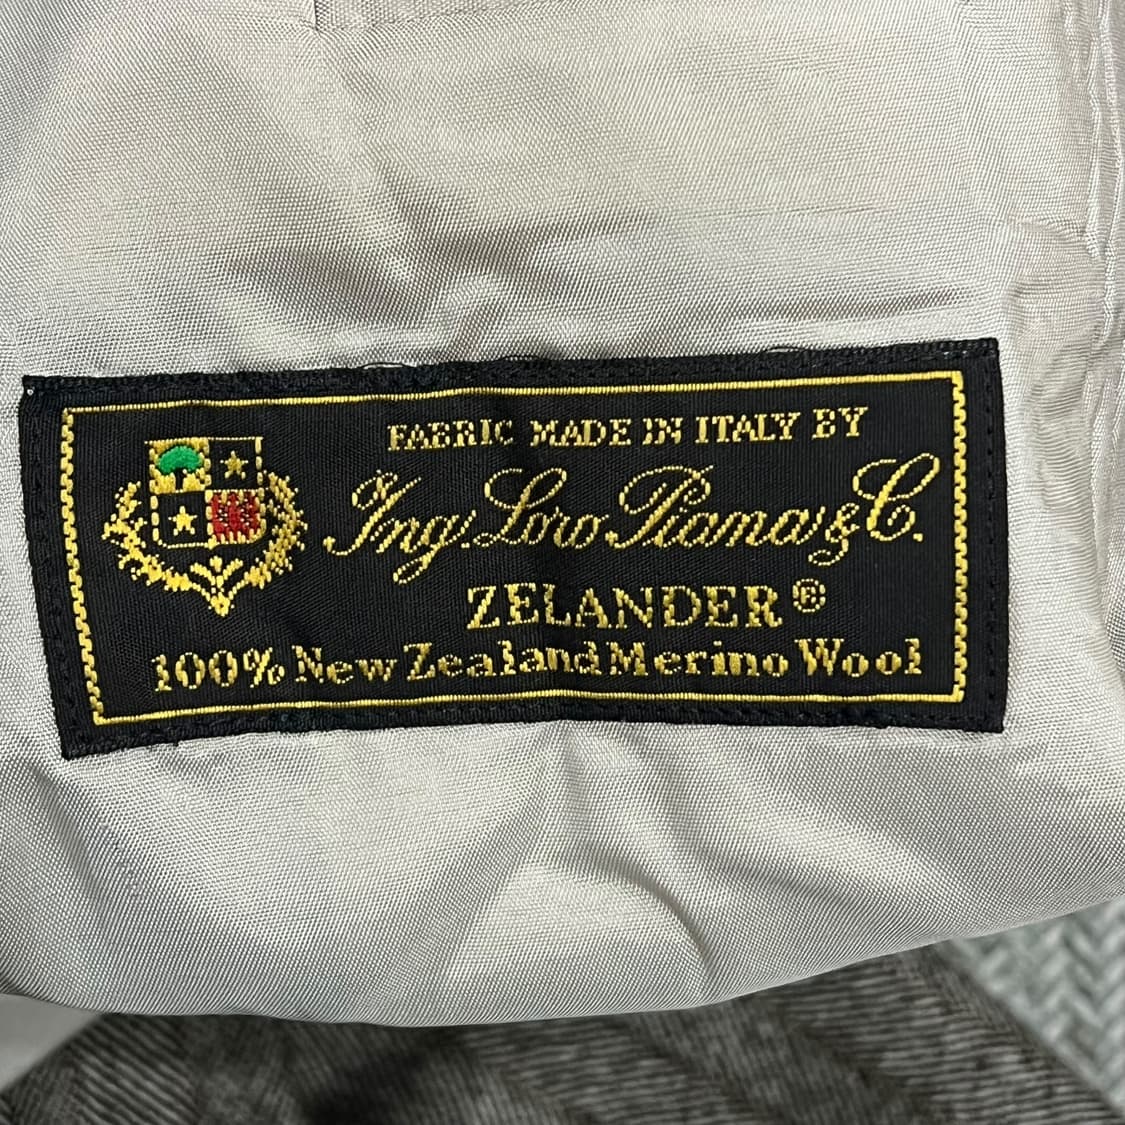 FABRIC MADE IN ITALY BY
Ing. Loro Piana & C.
ZELANDER®
100% New Zealand Merino Wool